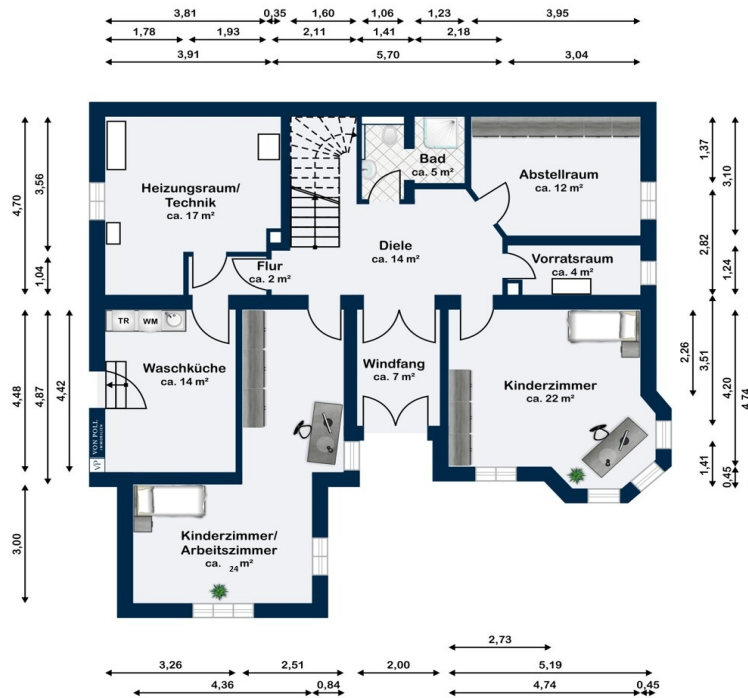 3,81
0,35
1,60
1,06
1,23
3,95
1,78
1,93
2,11
1,41
2,18
3,91
5,70
3,04
4,70
3,56
1,04
4,48
4,87
4,42
3,00
Heizungsraum/
Technik
ca. 17 m²
Bad
ca. 5 m²
Abstellraum
ca. 12 m²
Diele
ca. 14 m²
Flur
ca. 2 m²
Vorratsraum
ca. 4 m²
TR
WM
Waschküche
ca. 14 m²
Windfang
ca. 7 m²
Kinderzimmer
ca. 22 m²
VP VON POLL
IMMOBILIEN
Kinderzimmer/
Arbeitszimmer
ca. 24 m²
1,37
3,10
2,82
1,24
2,26
3,51
4,20
4,74
1,41
0,45
2,73
3,26
2,51
2,00
5,19
4,36
0,84
4,74
0,45